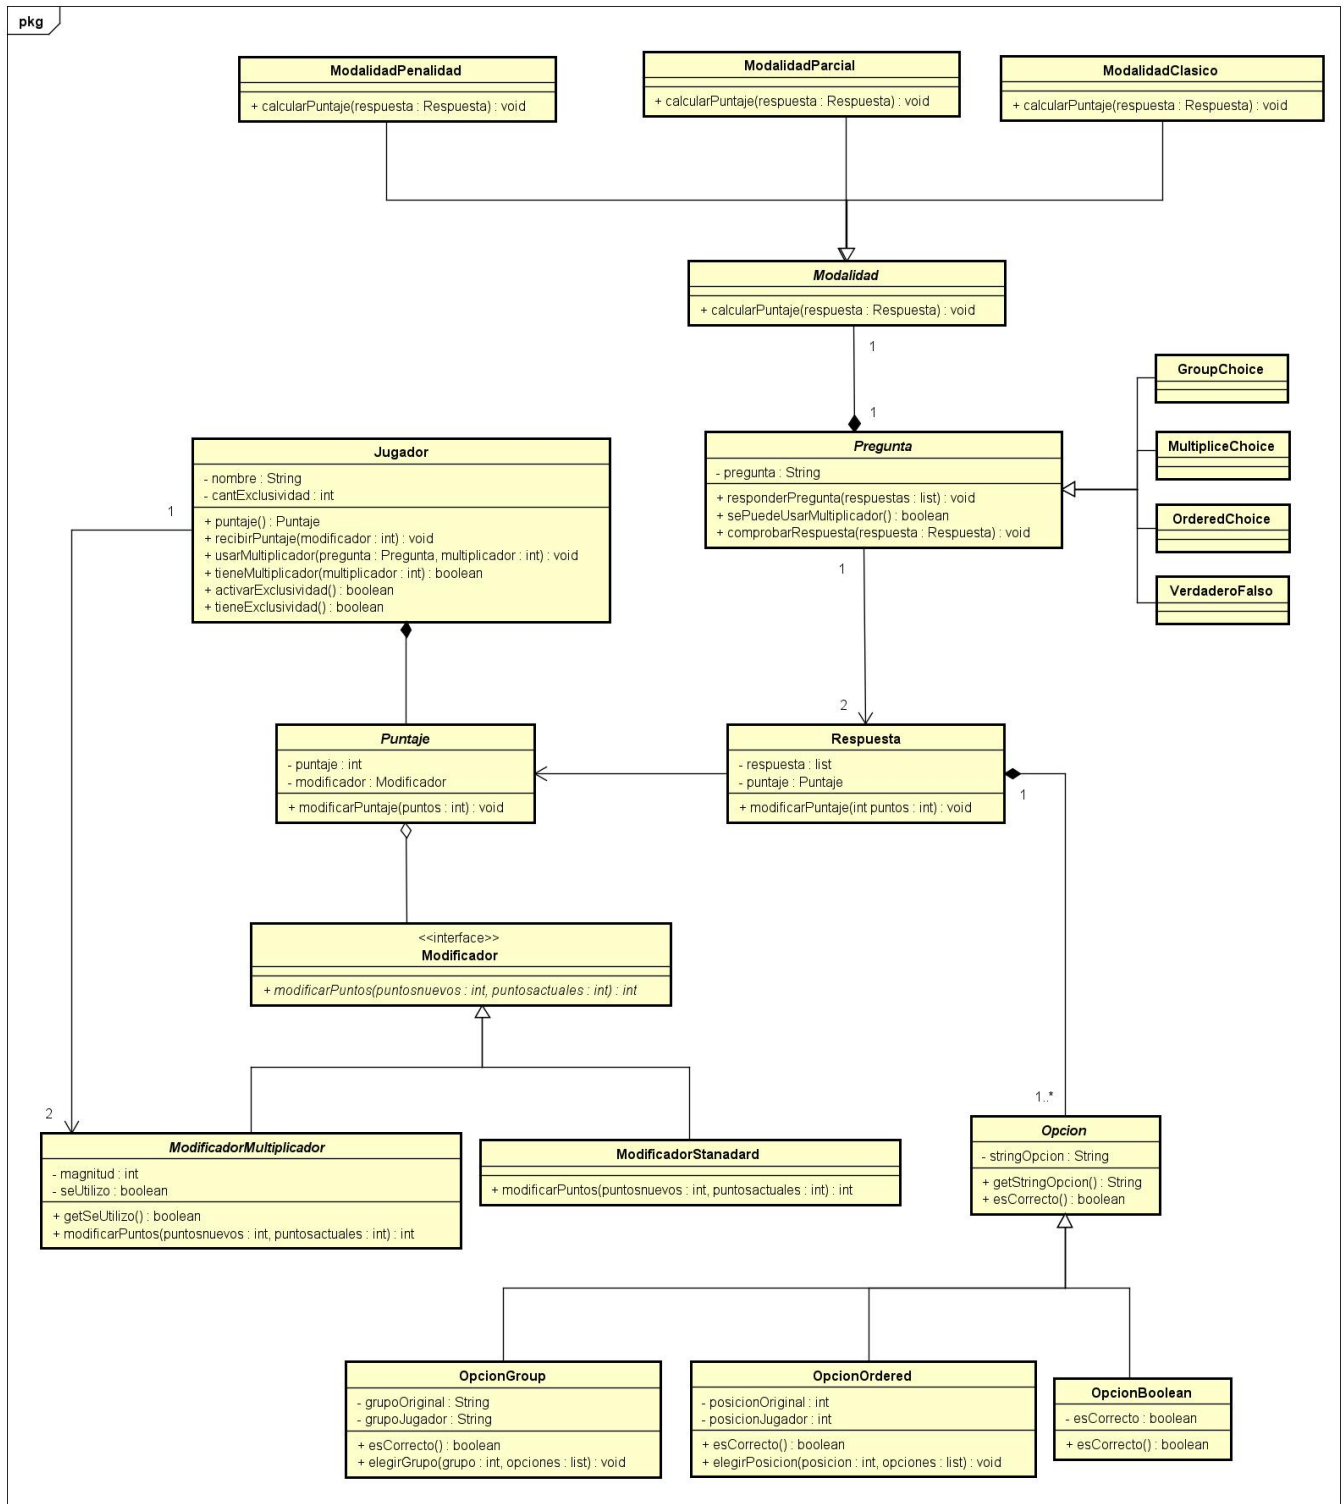 pkg
ModalidadPenalidad
+ calcularPuntaje(respuesta : Respuesta) : void
ModalidadParcial
+ calcularPuntaje(respuesta : Respuesta) : void
ModalidadClasico
+ calcularPuntaje(respuesta : Respuesta) : void
Modalidad
+ calcularPuntaje(respuesta : Respuesta) : void
1
1
GroupChoice
MultipliceChoice
OrderedChoice
VerdaderoFalso
Pregunta
- pregunta : String
+ responderPregunta(respuestas : list) : void
+ sePuedeUsarMultiplicador() : boolean
+ comprobarRespuesta(respuesta : Respuesta) : void
1
2
Jugador
- nombre : String
- cantExclusividad : int
+ puntaje() : Puntaje
+ recibirPuntaje(modificador : int) : void
+ usarMultiplicador(pregunta : Pregunta, multiplicador : int) : void
+ tieneMultiplicador(multiplicador : int) : boolean
+ activarExclusividad() : boolean
+ tieneExclusividad() : boolean
1
2
Puntaje
- puntaje : int
- modificador : Modificador
+ modificarPuntaje(puntos : int) : void
Respuesta
- respuesta : list
- puntaje : Puntaje
+ modificarPuntaje(int puntos : int) : void
1
1..*
<<interface>>
Modificador
+ modificarPuntos(puntosnuevos : int, puntosactuales : int) : int
ModificadorMultiplicador
- magnitud : int
- seUtilizo : boolean
+ getSeUtilizo() : boolean
+ modificarPuntos(puntosnuevos : int, puntosactuales : int) : int
ModificadorStanadard
+ modificarPuntos(puntosnuevos : int, puntosactuales : int) : int
Opcion
- stringOpcion : String
+ getStringOpcion() : String
+ esCorrecto() : boolean
OpcionGroup
- grupoOriginal : String
- grupoJugador : String
+ esCorrecto() : boolean
+ elegirGrupo(grupo : int, opciones : list) : void
OpcionOrdered
- posicionOriginal : int
- posicionJugador : int
+ esCorrecto() : boolean
+ elegirPosicion(posicion : int, opciones : list) : void
OpcionBoolean
- esCorrecto : boolean
+ esCorrecto() : boolean